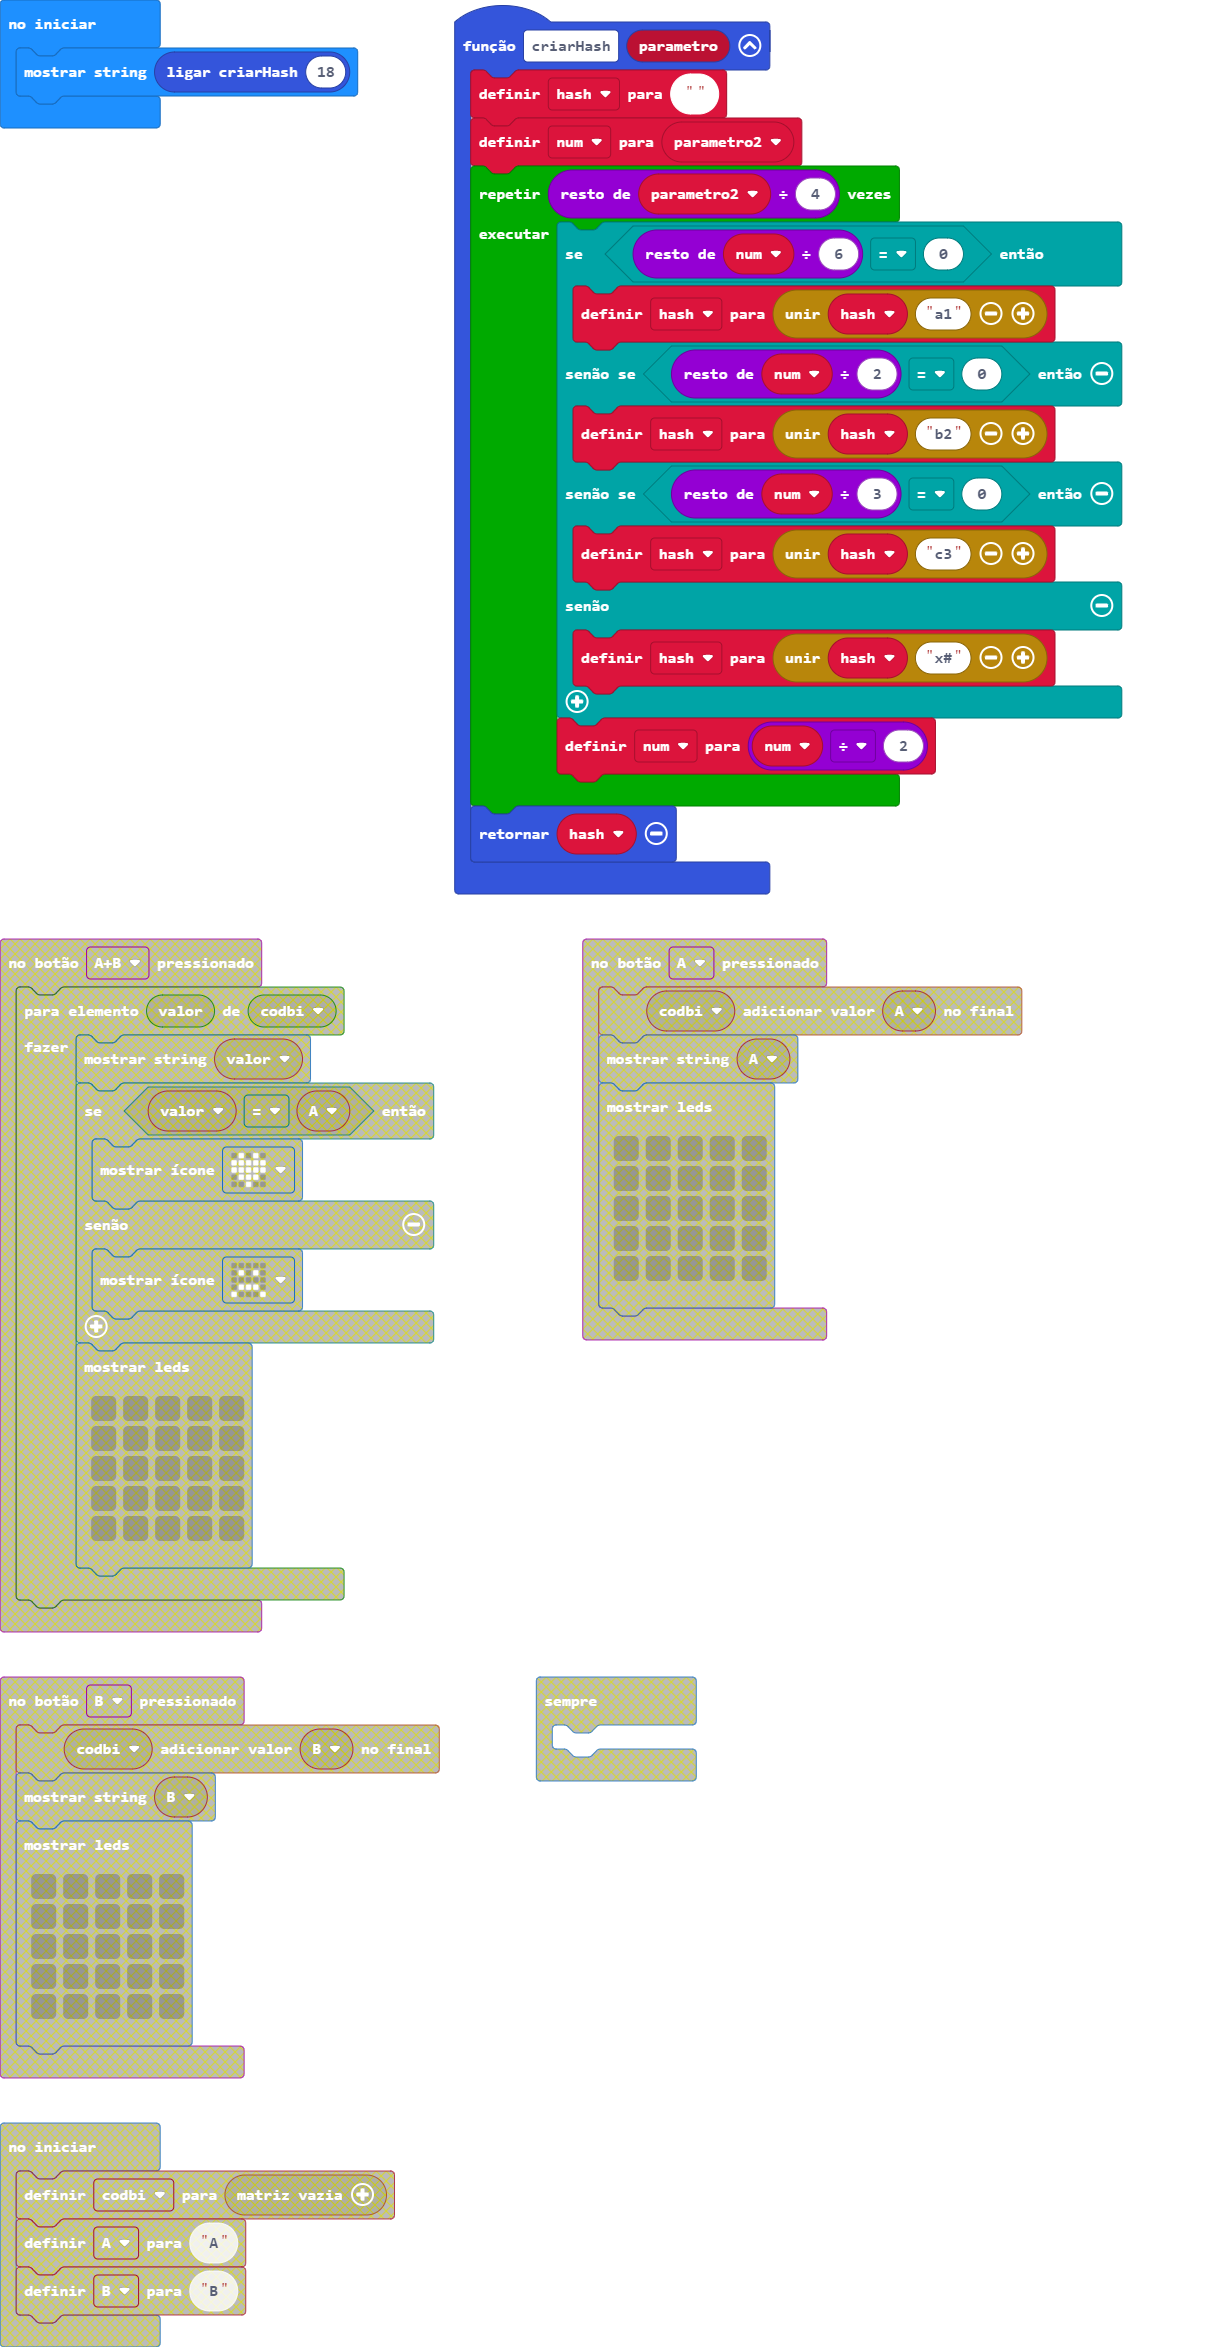 no iniciar
mostrar string ligar criarHash 18
função criarHash parametro
definir hash para " "
definir num para parametro2
repetir resto de parametro2 ÷ 4 vezes
executar
se resto de num ÷ 6 = 0 então
definir hash para unir hash "a1"
senão se resto de num ÷ 2 = 0 então
definir hash para unir hash "b2"
senão se resto de num ÷ 3 = 0 então
definir hash para unir hash "c3"
senão
definir hash para unir hash "x#"
definir num para num ÷ 2
retornar hash
no botão A+B pressionado
para elemento valor de codbi
fazer mostrar string valor
se valor = A então
mostrar ícone
senão
mostrar ícone
mostrar leds
no botão A pressionado
codbi adicionar valor A no final
mostrar string A
mostrar leds
no botão B pressionado
codbi adicionar valor B no final
mostrar string B
mostrar leds
sempre
no iniciar
definir codbi para matriz vazia
definir A para "A"
definir B para "B"